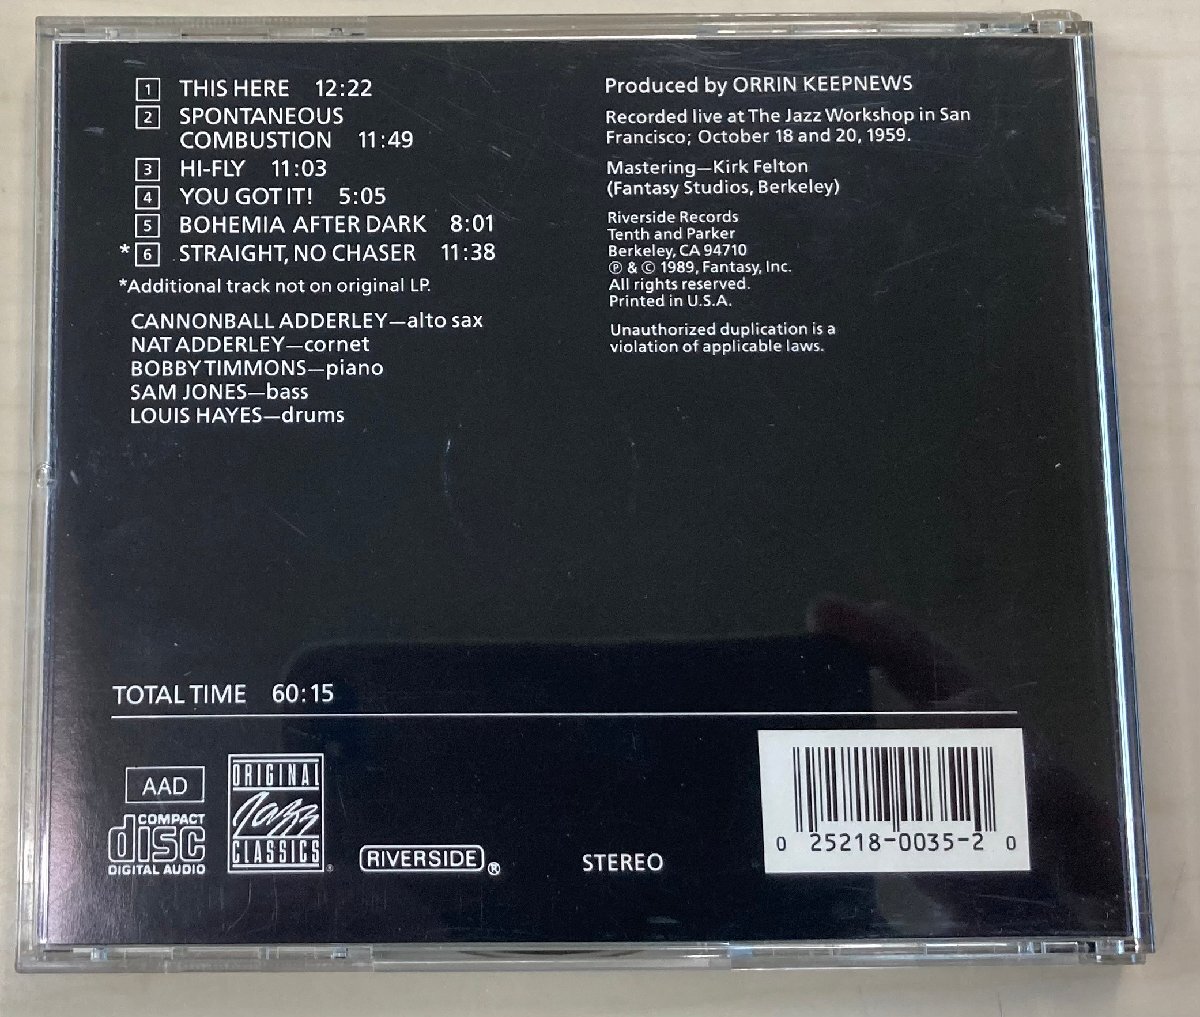 1 THIS HERE 12:22
2 SPONTANEOUS
COMBUSTION 11:49
3 HI-FLY 11:03
4 YOU GOT IT! 5:05
5 BOHEMIA AFTER DARK 8:01
*6 STRAIGHT, NO CHASER 11:38
*Additional track not on original LP.
CANNONBALL ADDERLEY—alto sax
NAT ADDERLEY—cornet
BOBBY TIMMONS—piano
SAM JONES—bass
LOUIS HAYES—drums
Produced by ORRIN KEEPNEWS
Recorded live at The Jazz Workshop in San
Francisco; October 18 and 20, 1959.
Mastering—Kirk Felton
(Fantasy Studios, Berkeley)
Riverside Records
Tenth and Parker
Berkeley, CA 94710
℗ & © 1989, Fantasy, Inc.
All rights reserved.
Printed in U.S.A.
Unauthorized duplication is a
violation of applicable laws.
TOTAL TIME 60:15
AAD
COMPACT
disc
DIGITAL AUDIO
ORIGINAL
Jazz
CLASSICS®
RIVERSIDE®
STEREO
0 25218-0035-2 0